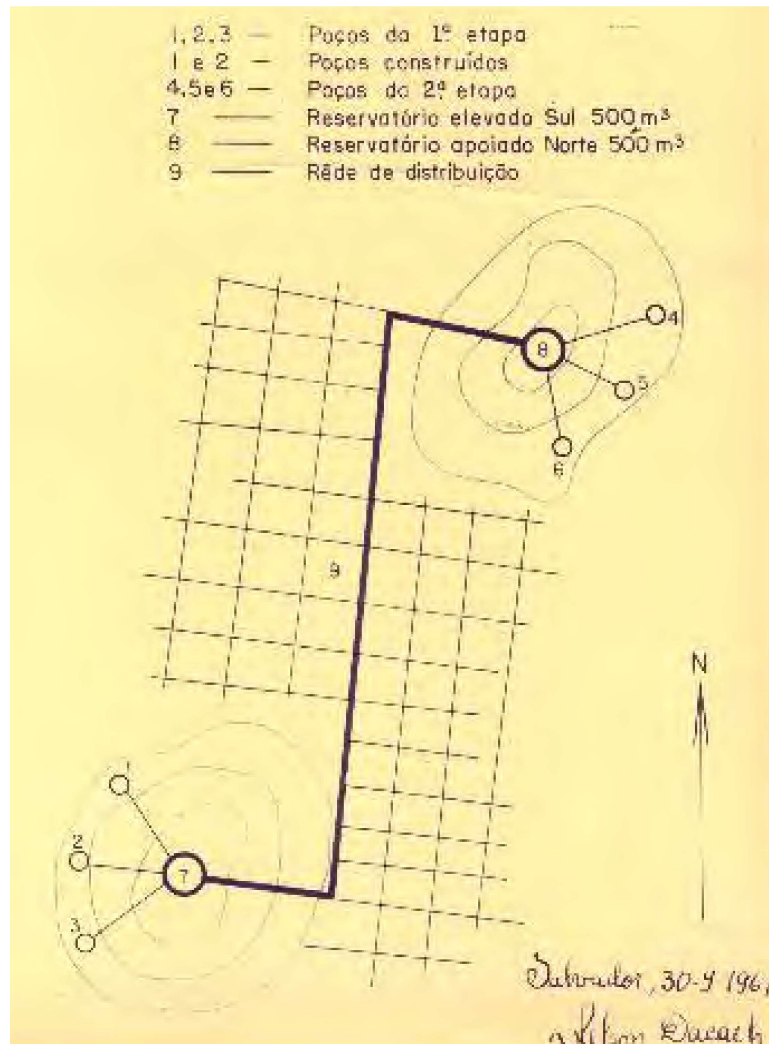 1, 2, 3 — Poços da 1ª etapa
1 e 2 — Poços construídos
4, 5 e 6 — Poços da 2ª etapa
7 — Reservatório elevado Sul 500 m³
8 — Reservatório apoiado Norte 500 m³
9 — Rêde de distribuição
4
8
5
6
9
N
1
2
7
3
Salvador, 30-9 196
Dacach